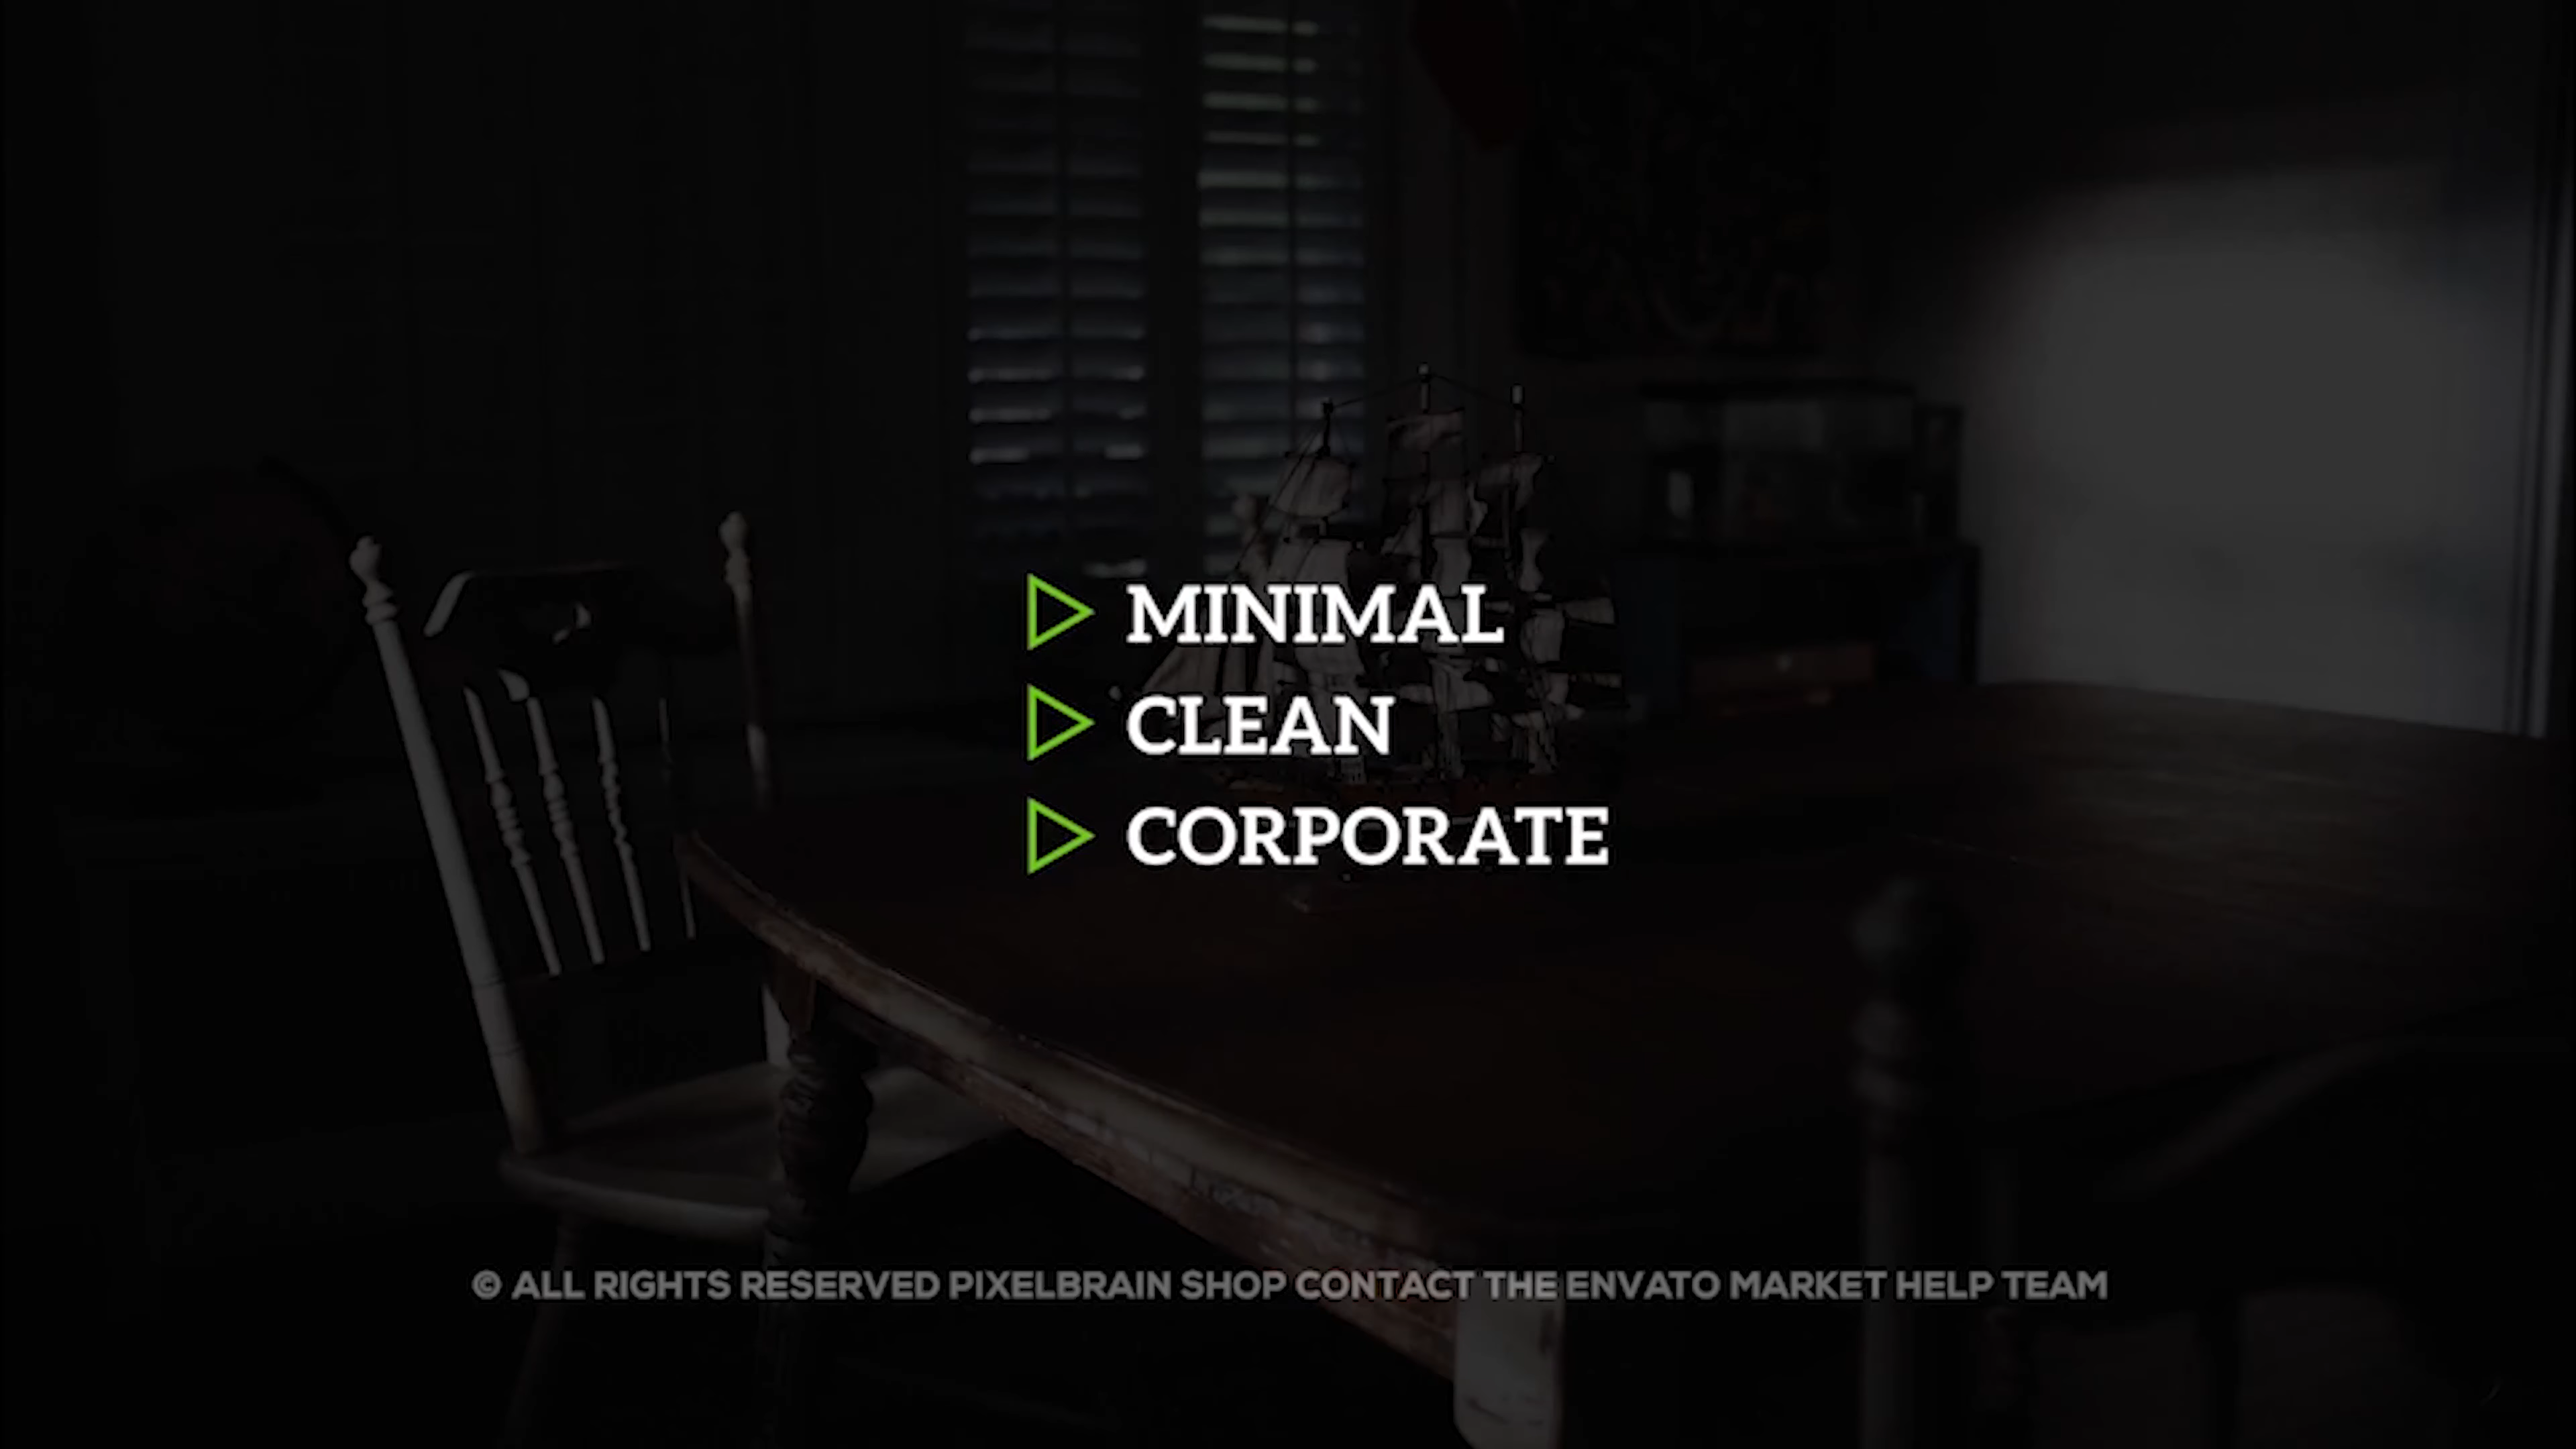 MINIMAL
CLEAN
CORPORATE
© ALL RIGHTS RESERVED PIXELBRAIN SHOP CONTACT THE ENVATO MARKET HELP TEAM